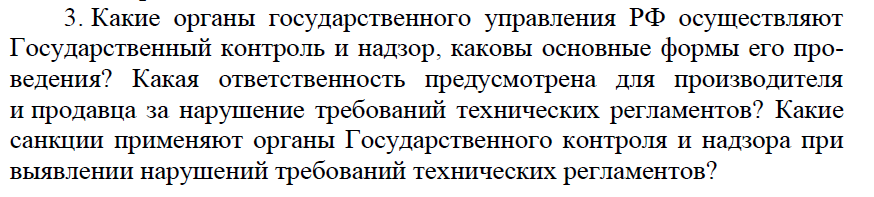 3. Какие органы государственного управления РФ осуществляют
Государственный контроль и надзор, каковы основные формы его про-
ведения? Какая ответственность предусмотрена для производителя
и продавца за нарушение требований технических регламентов? Какие
санкции применяют органы Государственного контроля и надзора при
выявлении нарушений требований технических регламентов?